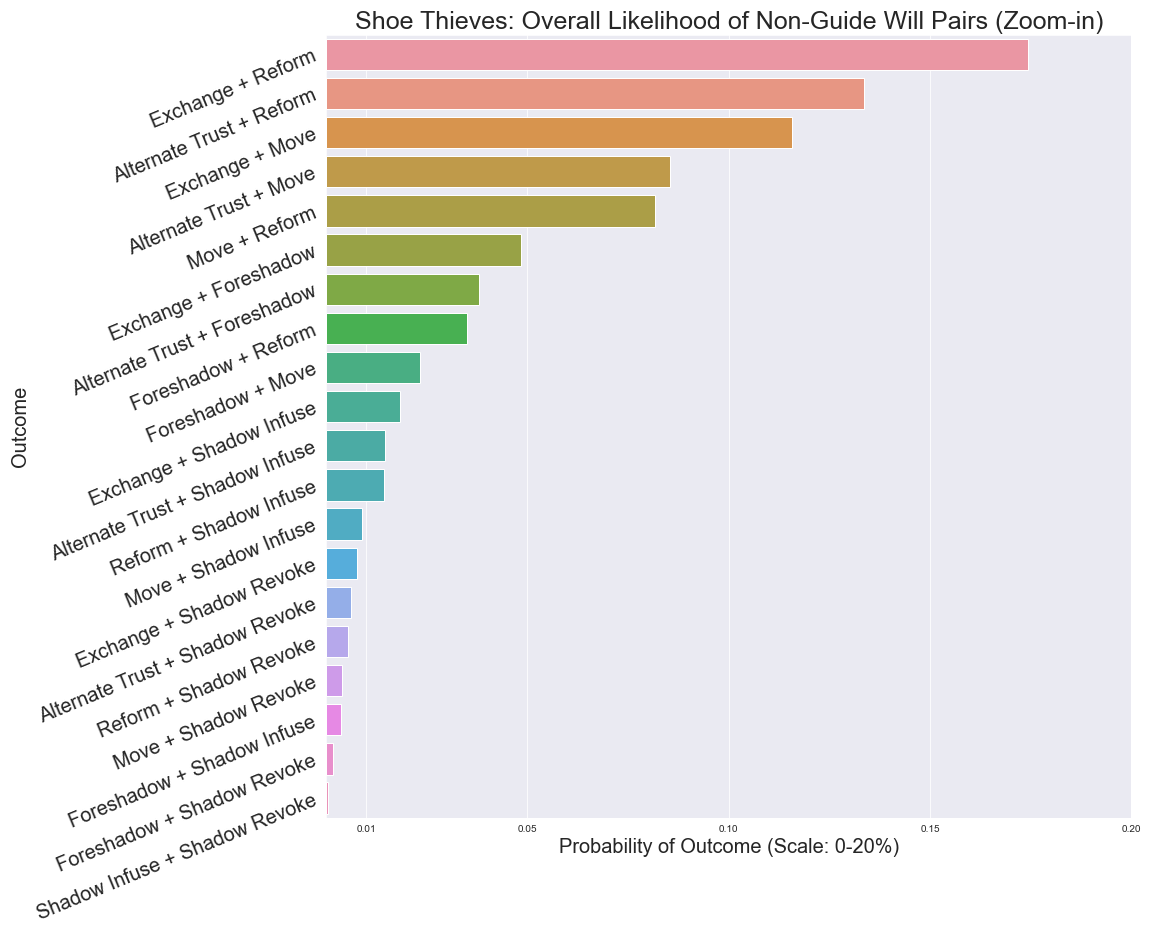 Shoe Thieves: Overall Likelihood of Non-Guide Will Pairs (Zoom-in)
Exchange + Reform
Alternate Trust + Reform
Exchange + Move
Alternate Trust + Move
Move + Reform
Exchange + Foreshadow
Alternate Trust + Foreshadow
Foreshadow + Reform
Foreshadow + Move
Exchange + Shadow Infuse
Alternate Trust + Shadow Infuse
Reform + Shadow Infuse
Move + Shadow Infuse
Exchange + Shadow Revoke
Alternate Trust + Shadow Revoke
Reform + Shadow Revoke
Move + Shadow Revoke
Foreshadow + Shadow Infuse
Foreshadow + Shadow Revoke
Shadow Infuse + Shadow Revoke
Outcome
0.01 0.05 0.10 0.15 0.20
Probability of Outcome (Scale: 0-20%)